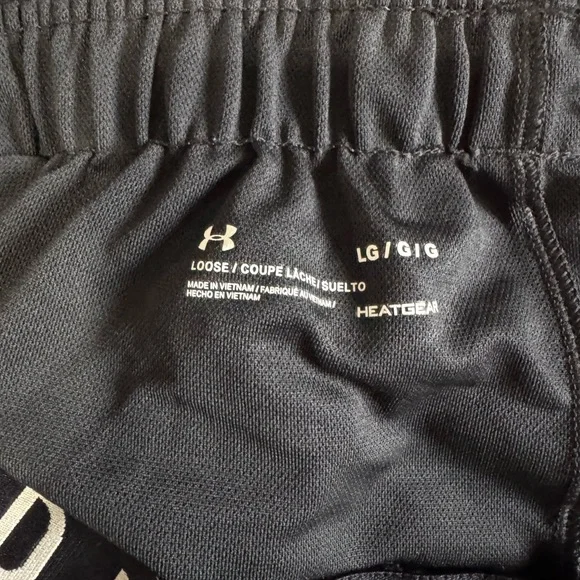 LG / G I G
LOOSE / COUPE LÂCHE / SUELTO
MADE IN VIETNAM / FABRIQUÉ AU VIETNAM /
HECHO EN VIETNAM
HEATGEAR
D